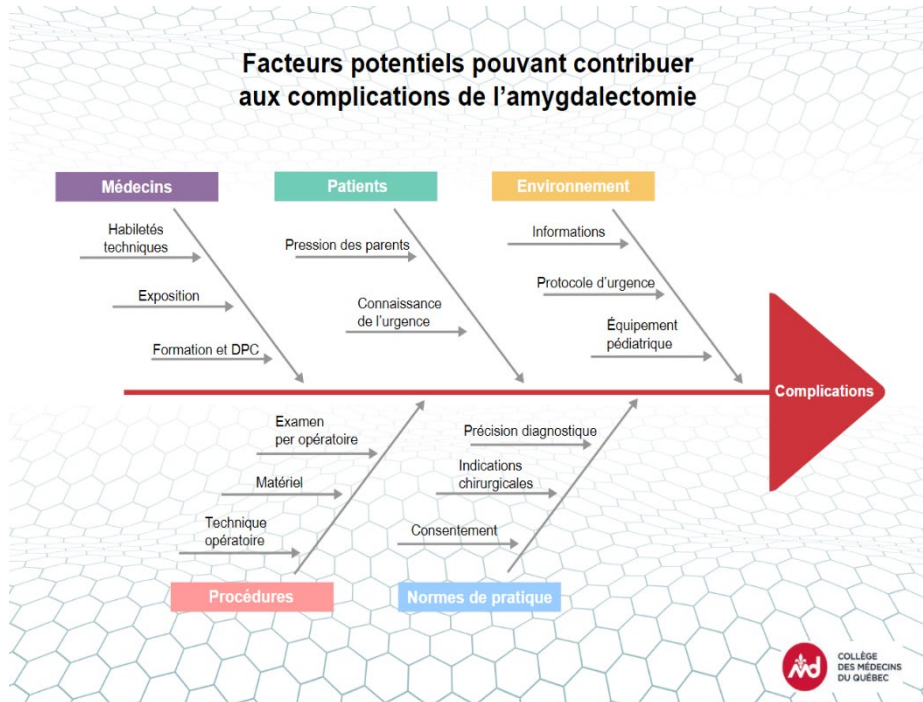 Facteurs potentiels pouvant contribuer
aux complications de l'amygdalectomie
Médecins
Patients
Environnement
Habiletés
techniques
Exposition
Formation et DPC
Pression des parents
Connaissance
de l'urgence
Informations
Protocole d'urgence
Équipement
pédiatrique
Complications
Examen
per opératoire
Matériel
Technique
opératoire
Précision diagnostique
Indications
chirurgicales
Consentement
Procédures
Normes de pratique
COLLÈGE
DES MÉDECINS
DU QUÉBEC